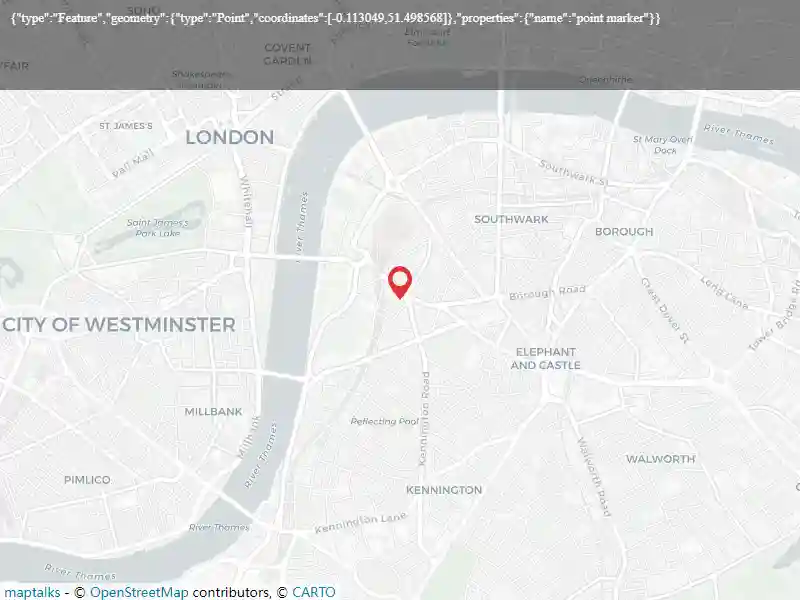 {"type":"Feature","geometry":{"type":"Point","coordinates":[-0.113049,51.498568]},"properties":{"name":"point marker"}}
SOHO
COVENT
GARDEN
Strand
Queenhithe
ST JAMES'S
LONDON
Pall Mall
Whitehall
River Thames
St Mary Overi
Dock
River Thames
Southwark St
Saint James's
Park Lake
SOUTHWARK
BOROUGH
Borough Road
Great Dover St
Long Lane
Tower Bridge Ro
CITY OF WESTMINSTER
ELEPHANT
AND CASTLE
MILLBANK
Millbank
River Thames
Reflecting Pool
Kennington Road
Walworth Road
WALWORTH
PIMLICO
KENNINGTON
River Thames
Kennington Lane
River Thames
maptalks - © OpenStreetMap contributors, © CARTO